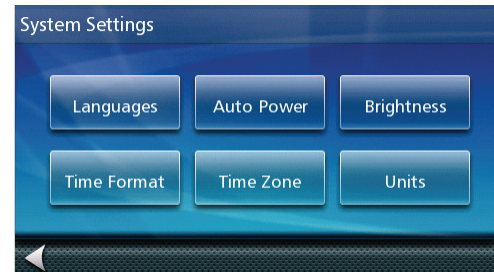 System Settings
Languages Auto Power Brightness
Time Format Time Zone Units